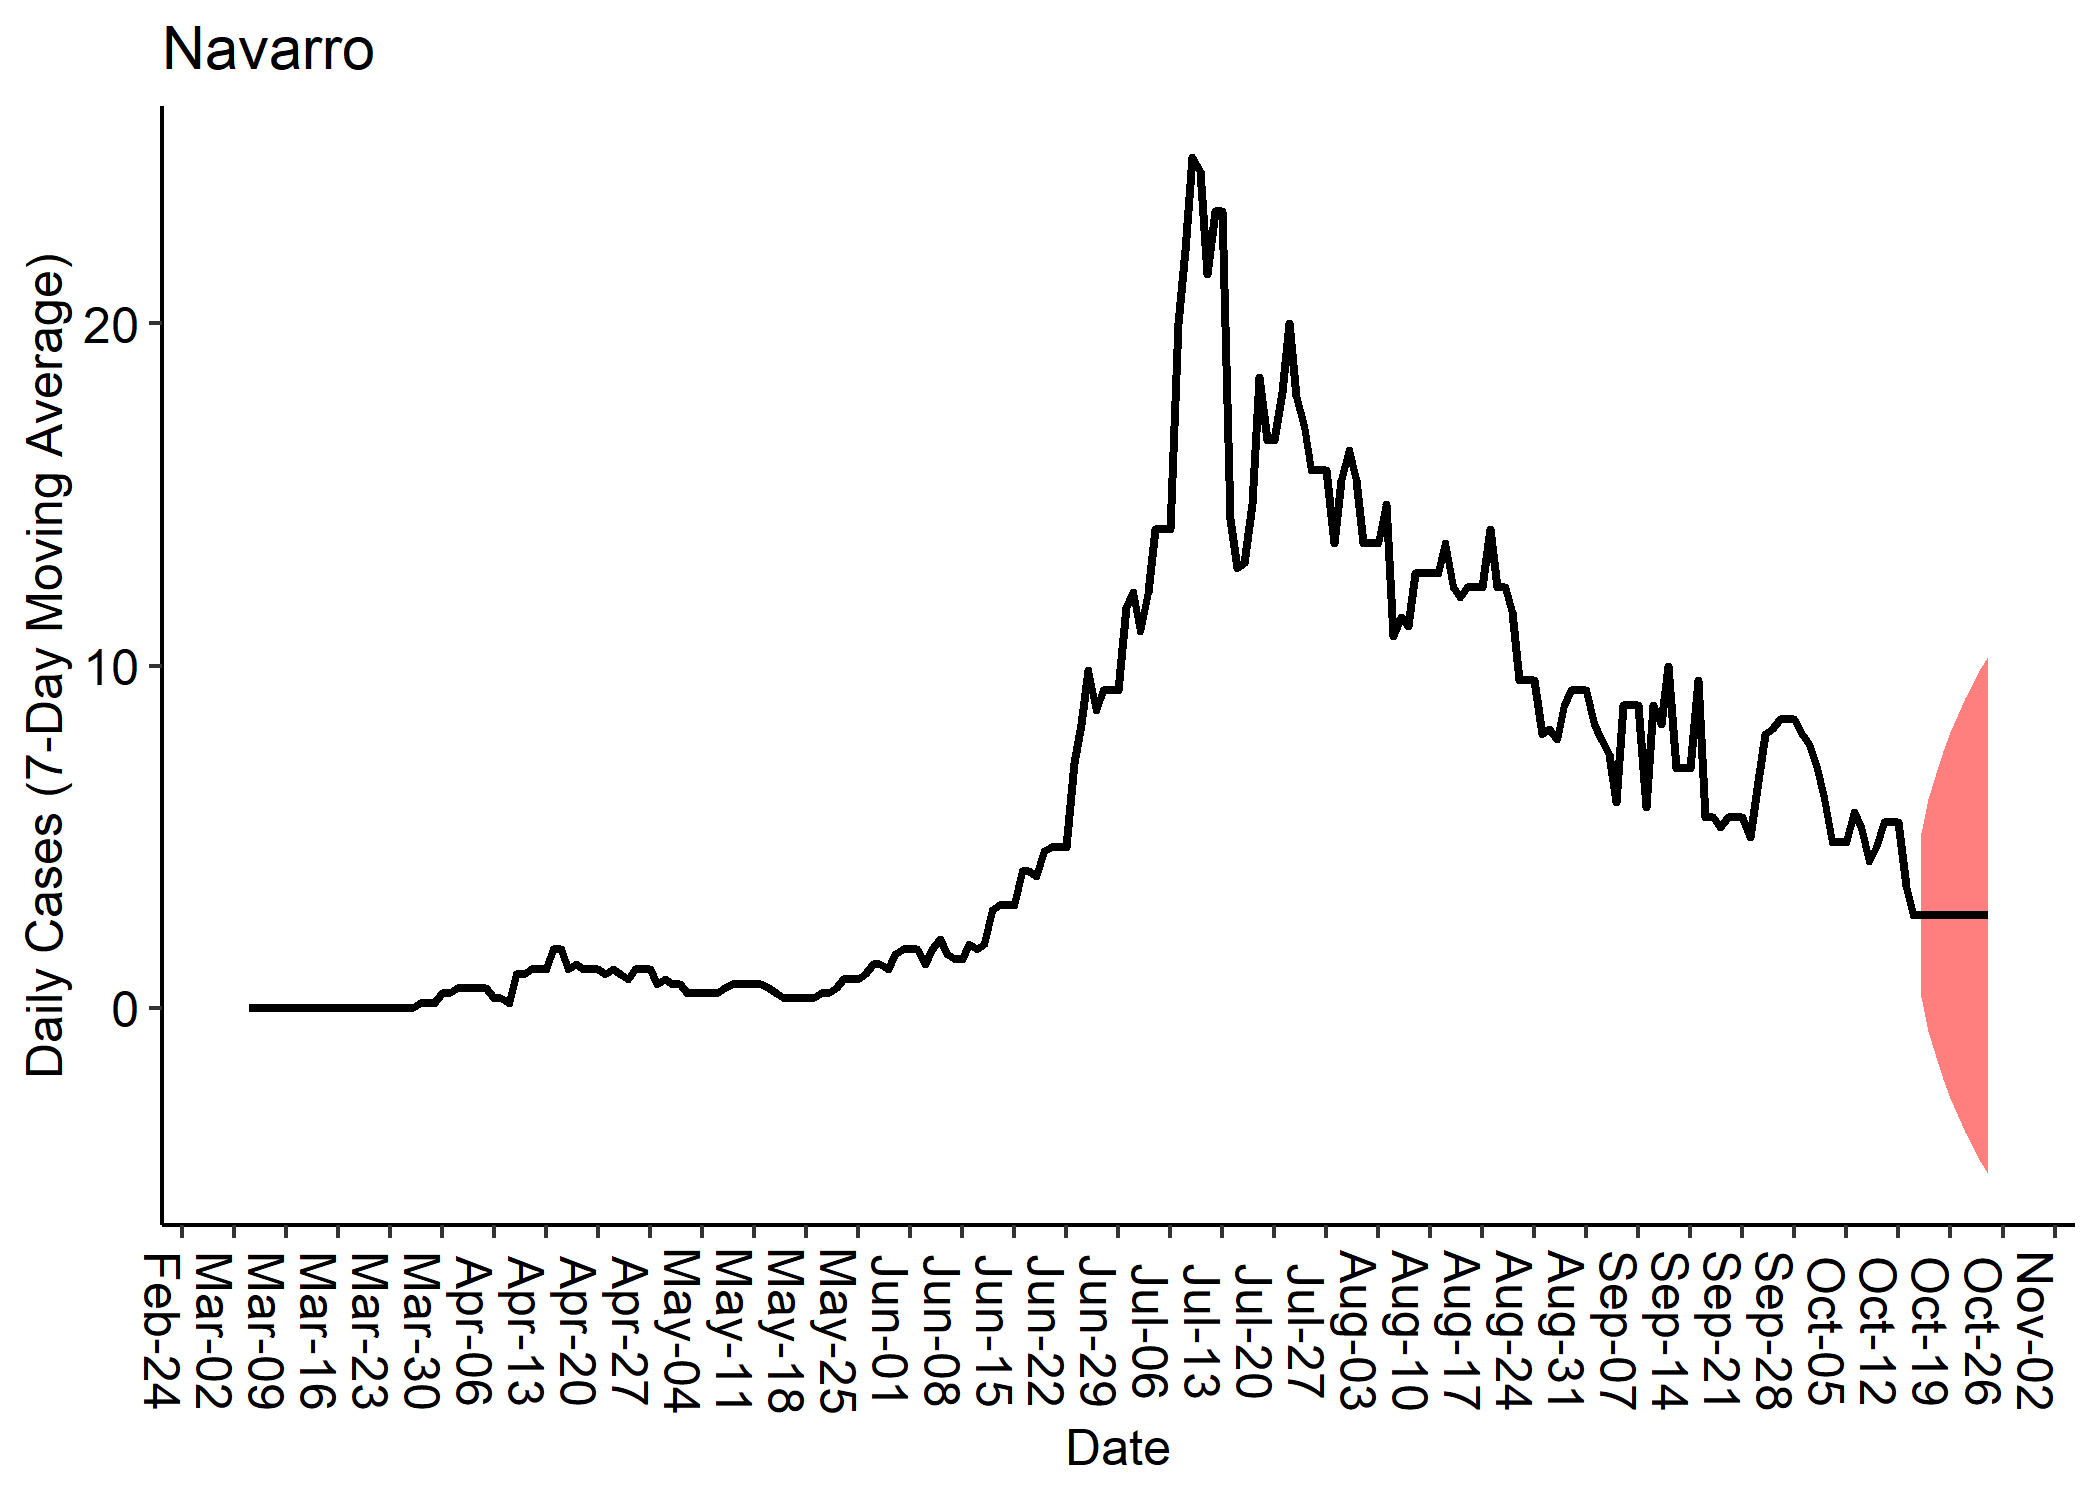 Navarro
Daily Cases (7-Day Moving Average)
20
10
0
Feb-24
Mar-02
Mar-09
Mar-16
Mar-23
Mar-30
Apr-06
Apr-13
Apr-20
Apr-27
May-04
May-11
May-18
May-25
Jun-01
Jun-08
Jun-15
Jun-22
Jun-29
Jul-06
Jul-13
Jul-20
Jul-27
Aug-03
Aug-10
Aug-17
Aug-24
Aug-31
Sep-07
Sep-14
Sep-21
Sep-28
Oct-05
Oct-12
Oct-19
Oct-26
Nov-02
Date